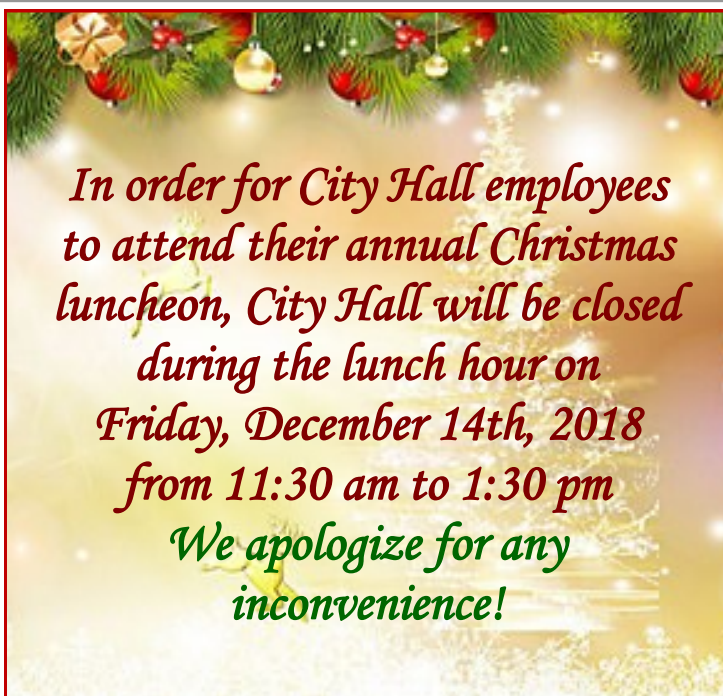 In order for City Hall employees
to attend their annual Christmas
luncheon, City Hall will be closed
during the lunch hour on
Friday, December 14th, 2018
from 11:30 am to 1:30 pm
We apologize for any
inconvenience!